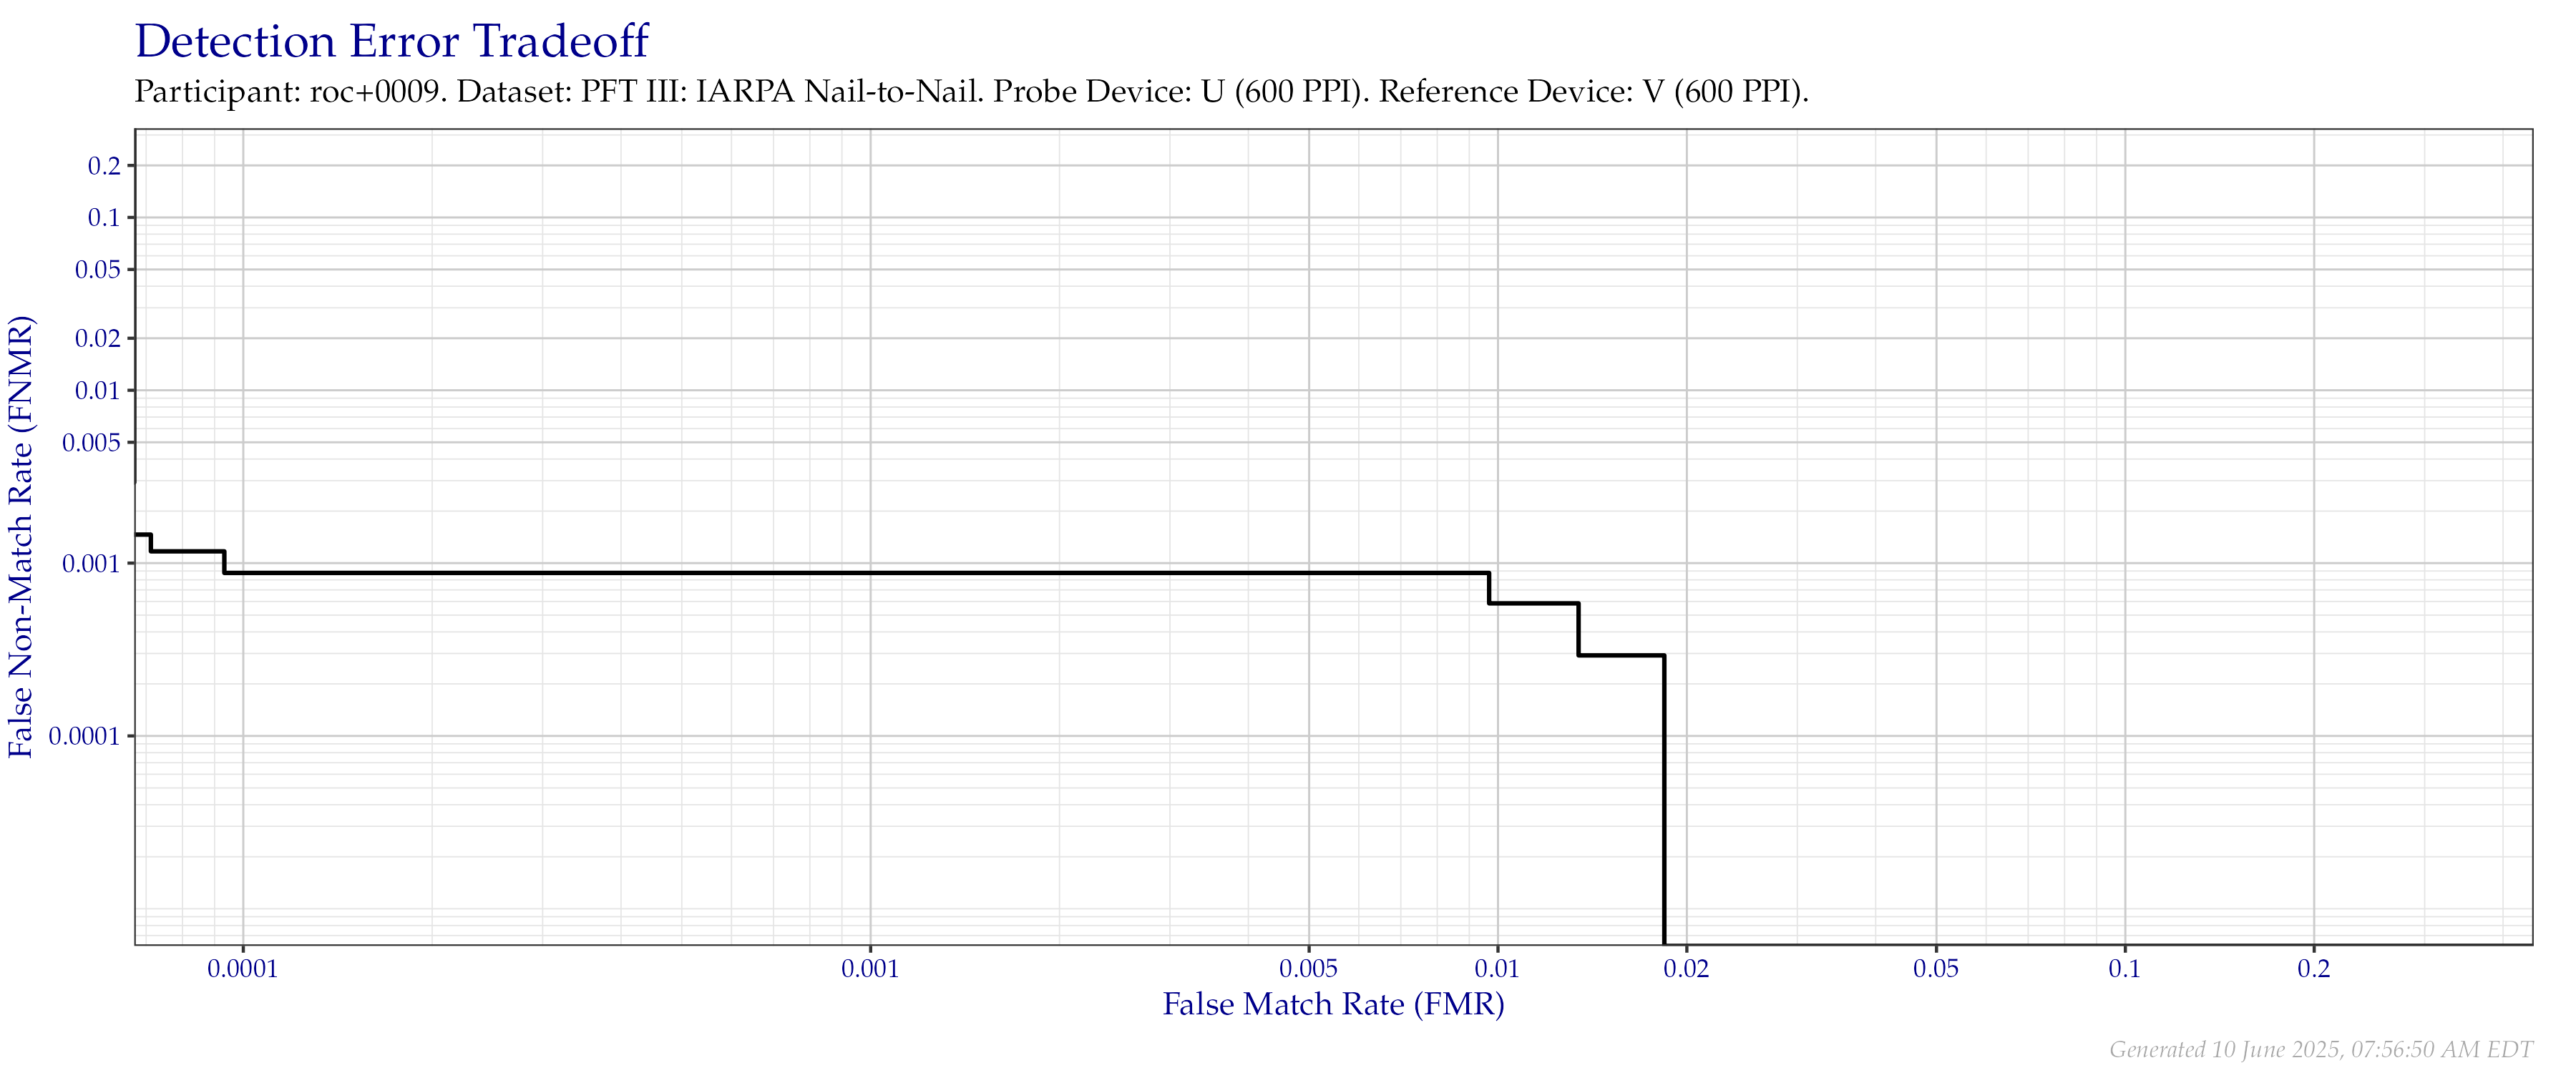 Detection Error Tradeoff
Participant: roc+0009. Dataset: PFT III: IARPA Nail-to-Nail. Probe Device: U (600 PPI). Reference Device: V (600 PPI).
False Non-Match Rate (FNMR)
0.2
0.1
0.05
0.02
0.01
0.005
0.001
0.0001
0.0001 0.001 0.005 0.01 0.02 0.05 0.1 0.2
False Match Rate (FMR)
Generated 10 June 2025, 07:56:50 AM EDT